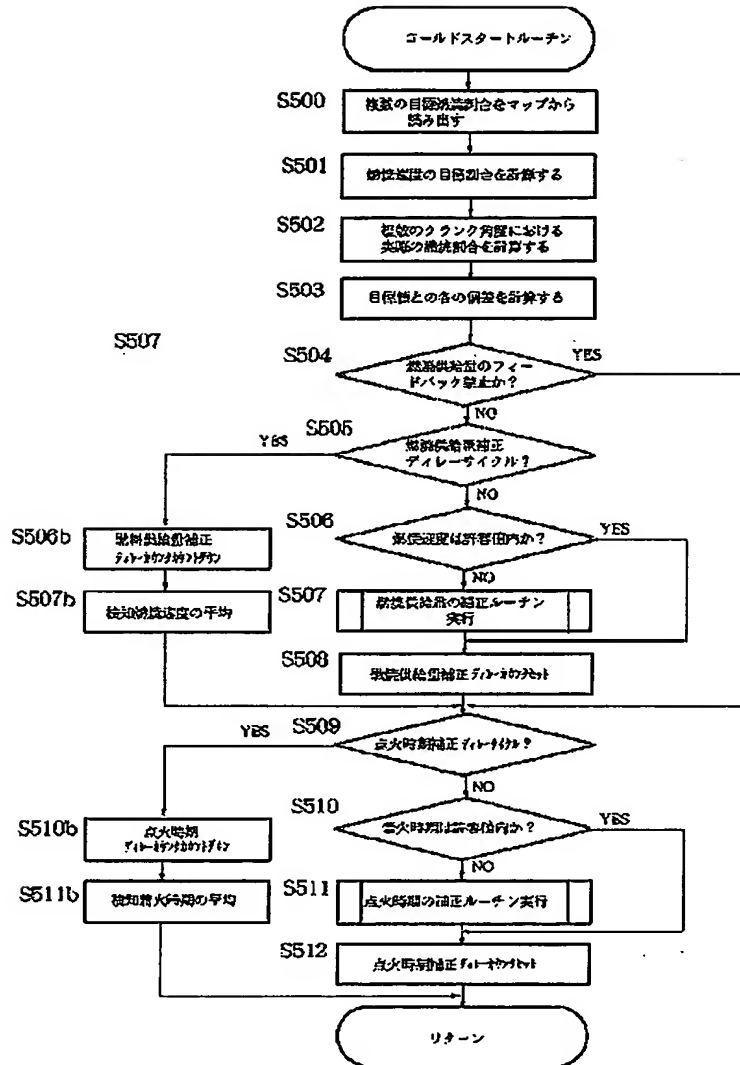 コールドスタートルーチン
S500
複数の目標燃焼割合をマップから
読み出す
S501
燃焼速度の目標割合を計算する
S502
複数のクランク角度における
実際の燃焼割合を計算する
S503
目標値との各の偏差を計算する
S507
S504
燃料供給量のフィー
ドバック禁止か?
YES
NO
S505
YES
燃料供給量補正
ディレーサイクル?
NO
S506b
燃料供給量補正
ディレーカウンタカウントダウン
S506
燃焼速度は許容値内か?
YES
NO
S507b
検知燃焼速度の平均
S507
燃焼供給量の補正ルーチン
実行
S508
燃焼供給量補正ディレーカウンタセット
S509
YES
点火時期補正ディレーサイクル?
NO
S510b
点火時期
ディレーカウンタカウントダウン
S510
着火時期は許容値内か?
YES
NO
S511b
検知着火時期の平均
S511
点火時期の補正ルーチン実行
S512
点火時期補正ディレーカウンタセット
リターン